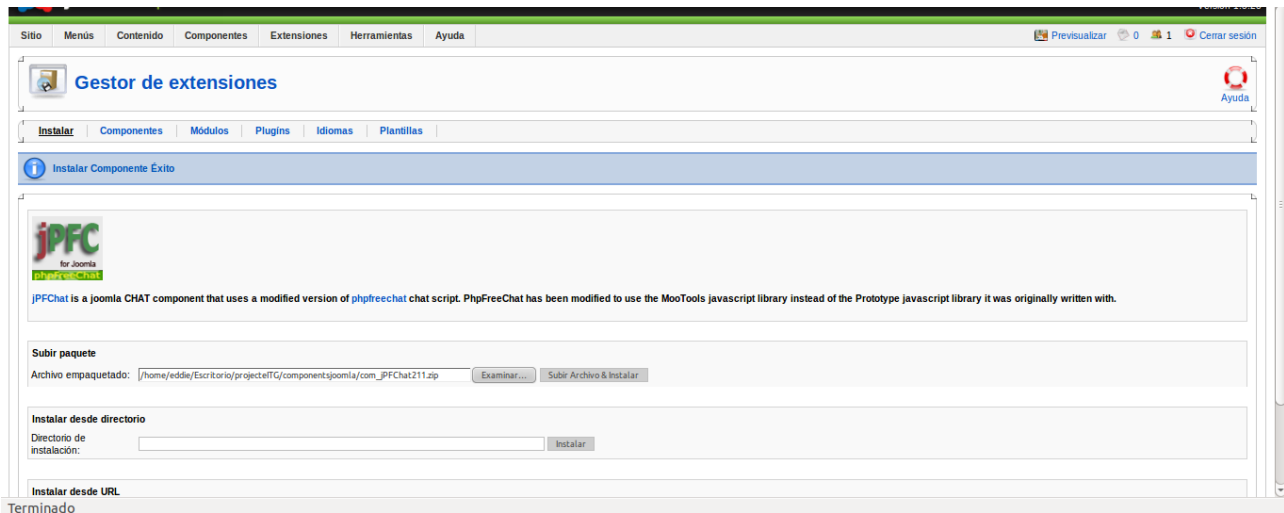 Sitio Menús Contenido Componentes Extensiones Herramientas Ayuda Previsualizar 0 1 Cerrar sesión
Gestor de extensiones
Ayuda
Instalar Componentes Módulos Plugíns Idiomas Plantillas
Instalar Componente Éxito
jPFC
for Joomla
phpFreeChat
jPFChat is a joomla CHAT component that uses a modified version of phpfreechat chat script. PhpFreeChat has been modified to use the MooTools javascript library instead of the Prototype javascript library it was originally written with.
Subir paquete
Archivo empaquetado: /home/eddie/Escritorio/projecteITG/componentsjoomla/com_jPFChat211.zip Examinar... Subir Archivo & Instalar
Instalar desde directorio
Directorio de
instalación: Instalar
Instalar desde URL
Terminado